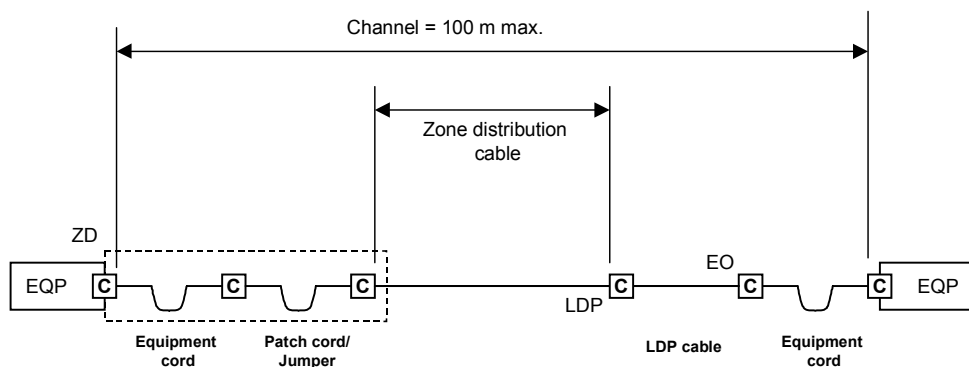 Channel = 100 m max.
Zone distribution
cable
ZD
EO
EQP
C
C
C
C
C
C
EQP
LDP
Equipment
cord
Patch cord/
Jumper
LDP cable
Equipment
cord